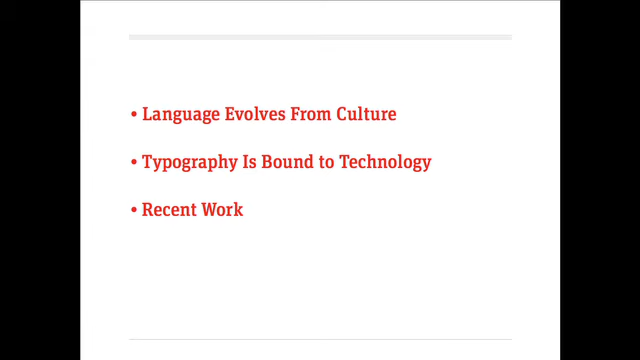 • Language Evolves From Culture
• Typography Is Bound to Technology
• Recent Work